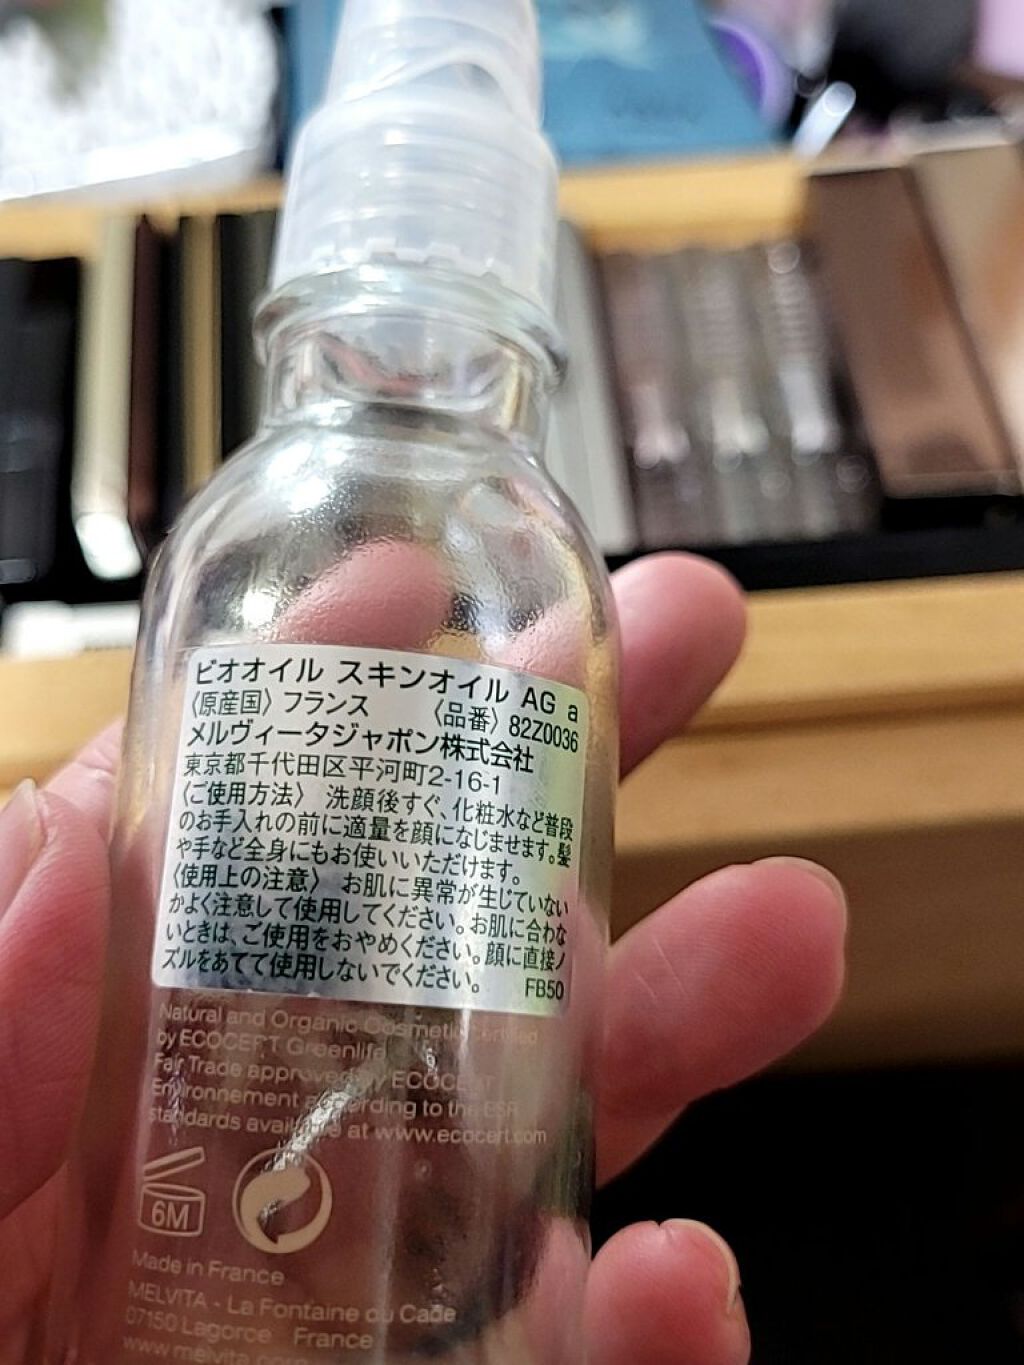 ビオオイル スキンオイル AG a
〈原産国〉フランス 〈品番〉82Z0036
メルヴィータジャポン株式会社
東京都千代田区平河町2-16-1
〈ご使用方法〉 洗顔後すぐ、化粧水など普段
のお手入れの前に適量を顔になじませます。髪
や手など全身にもお使いいただけます。
〈使用上の注意〉 お肌に異常が生じていない
かよく注意して使用してください。お肌に合わな
いときは、ご使用をおやめください。顔に直接ノ
ズルをあてて使用しないでください。 FB50
Natural and Organic Cosmetic certified
by ECOCERT Greenlife
Fair Trade approved by ECOCERT
Environnement according to the ESR
standards available at www.ecocert.com
6M
Made in France
MELVITA - La Fontaine du Cade
07150 Lagorce France
www.melvita.com